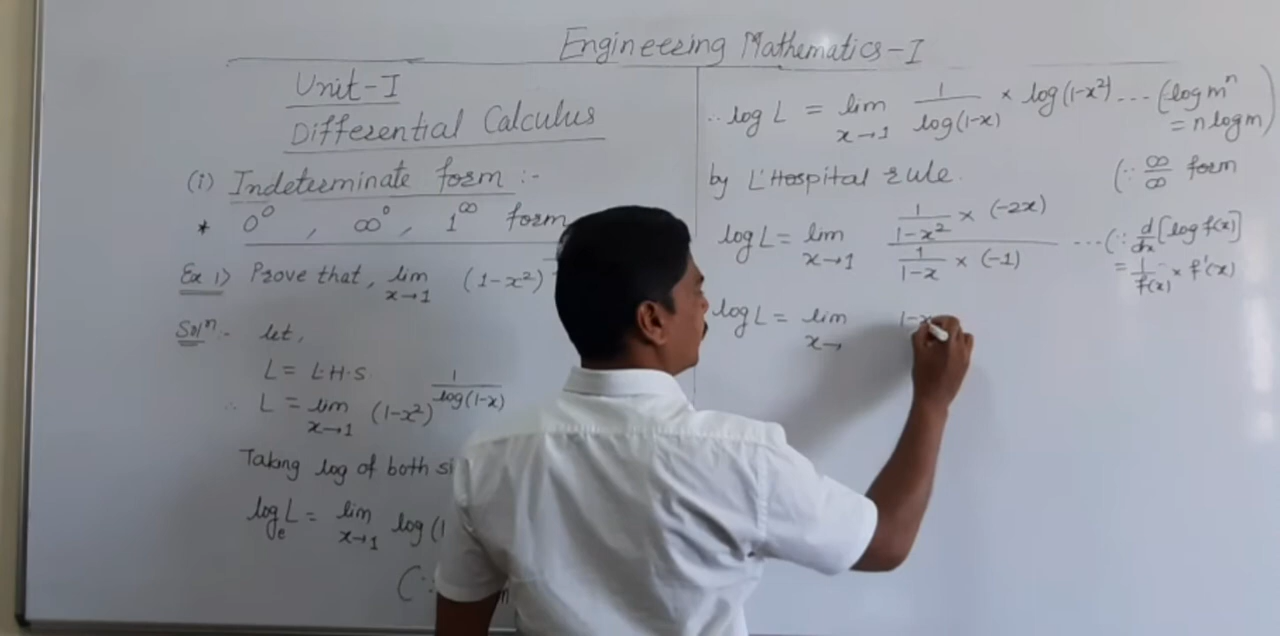 Engineering Mathematics-I
Unit-I
Differential Calculus
(i) Indeterminate form :-
* 0⁰ , ∞⁰ , 1^∞ form
Ex 1) Prove that, lim x→1 (1-x²)
Solⁿ:- let,
L = L.H.S.
∴ L = lim x→1 (1-x²)^(1/log(1-x))
Taking log of both si
logₑL = lim x→1 log (1
(∵
∴ log L = lim x→1 1/log(1-x) × log(1-x²) ... (log mⁿ
= n log m)
by L'Hospital rule. (∵ ∞/∞ form
log L = lim x→1 (1/(1-x²) × (-2x))/(1/(1-x) × (-1)) ... (∵ d/dx [log f(x)]
= 1/f(x) × f'(x)
log L = lim x→ 1-x